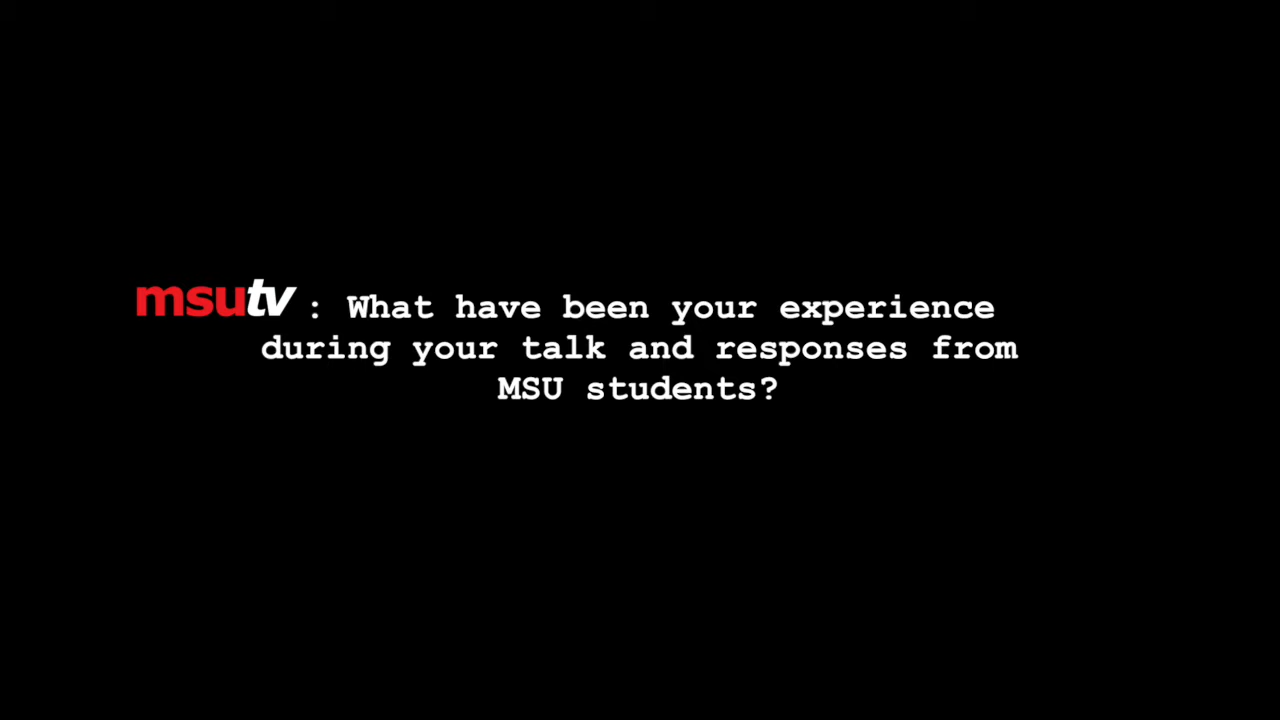 msutv : What have been your experience
during your talk and responses from
MSU students?